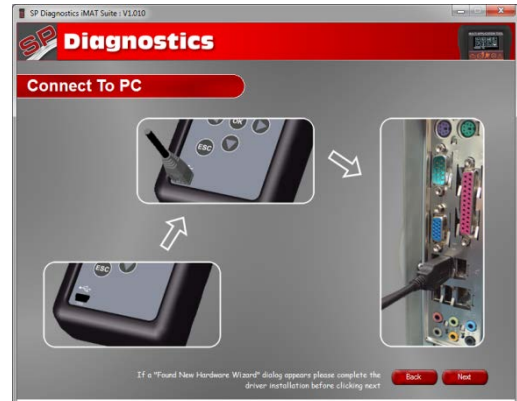 SP Diagnostics iMAT Suite : V1.010
SP Diagnostics
Connect To PC
OK
ESC
ESC
If a "Found New Hardware Wizard" dialog appears please complete the
driver installation before clicking next
Back
Next